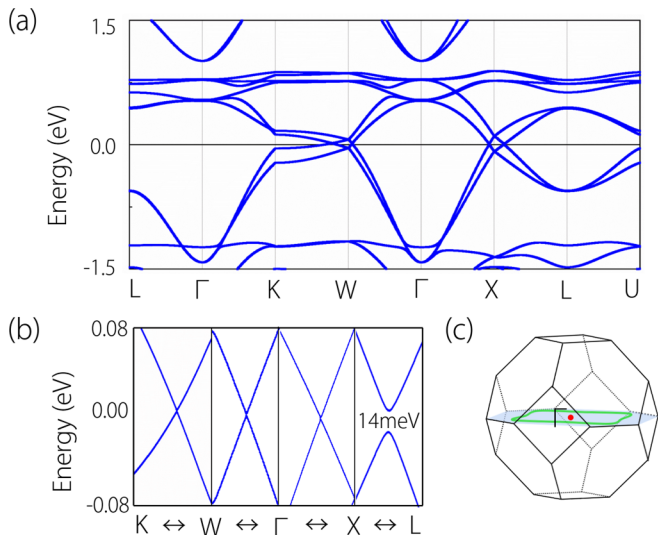 (a)
Energy (eV)
1.5
0.0
-1.5
L Γ K W Γ X L U
(b)
Energy (eV)
0.08
0.00
-0.08
14meV
K ↔ W ↔ Γ ↔ X ↔ L
(c)
Γ